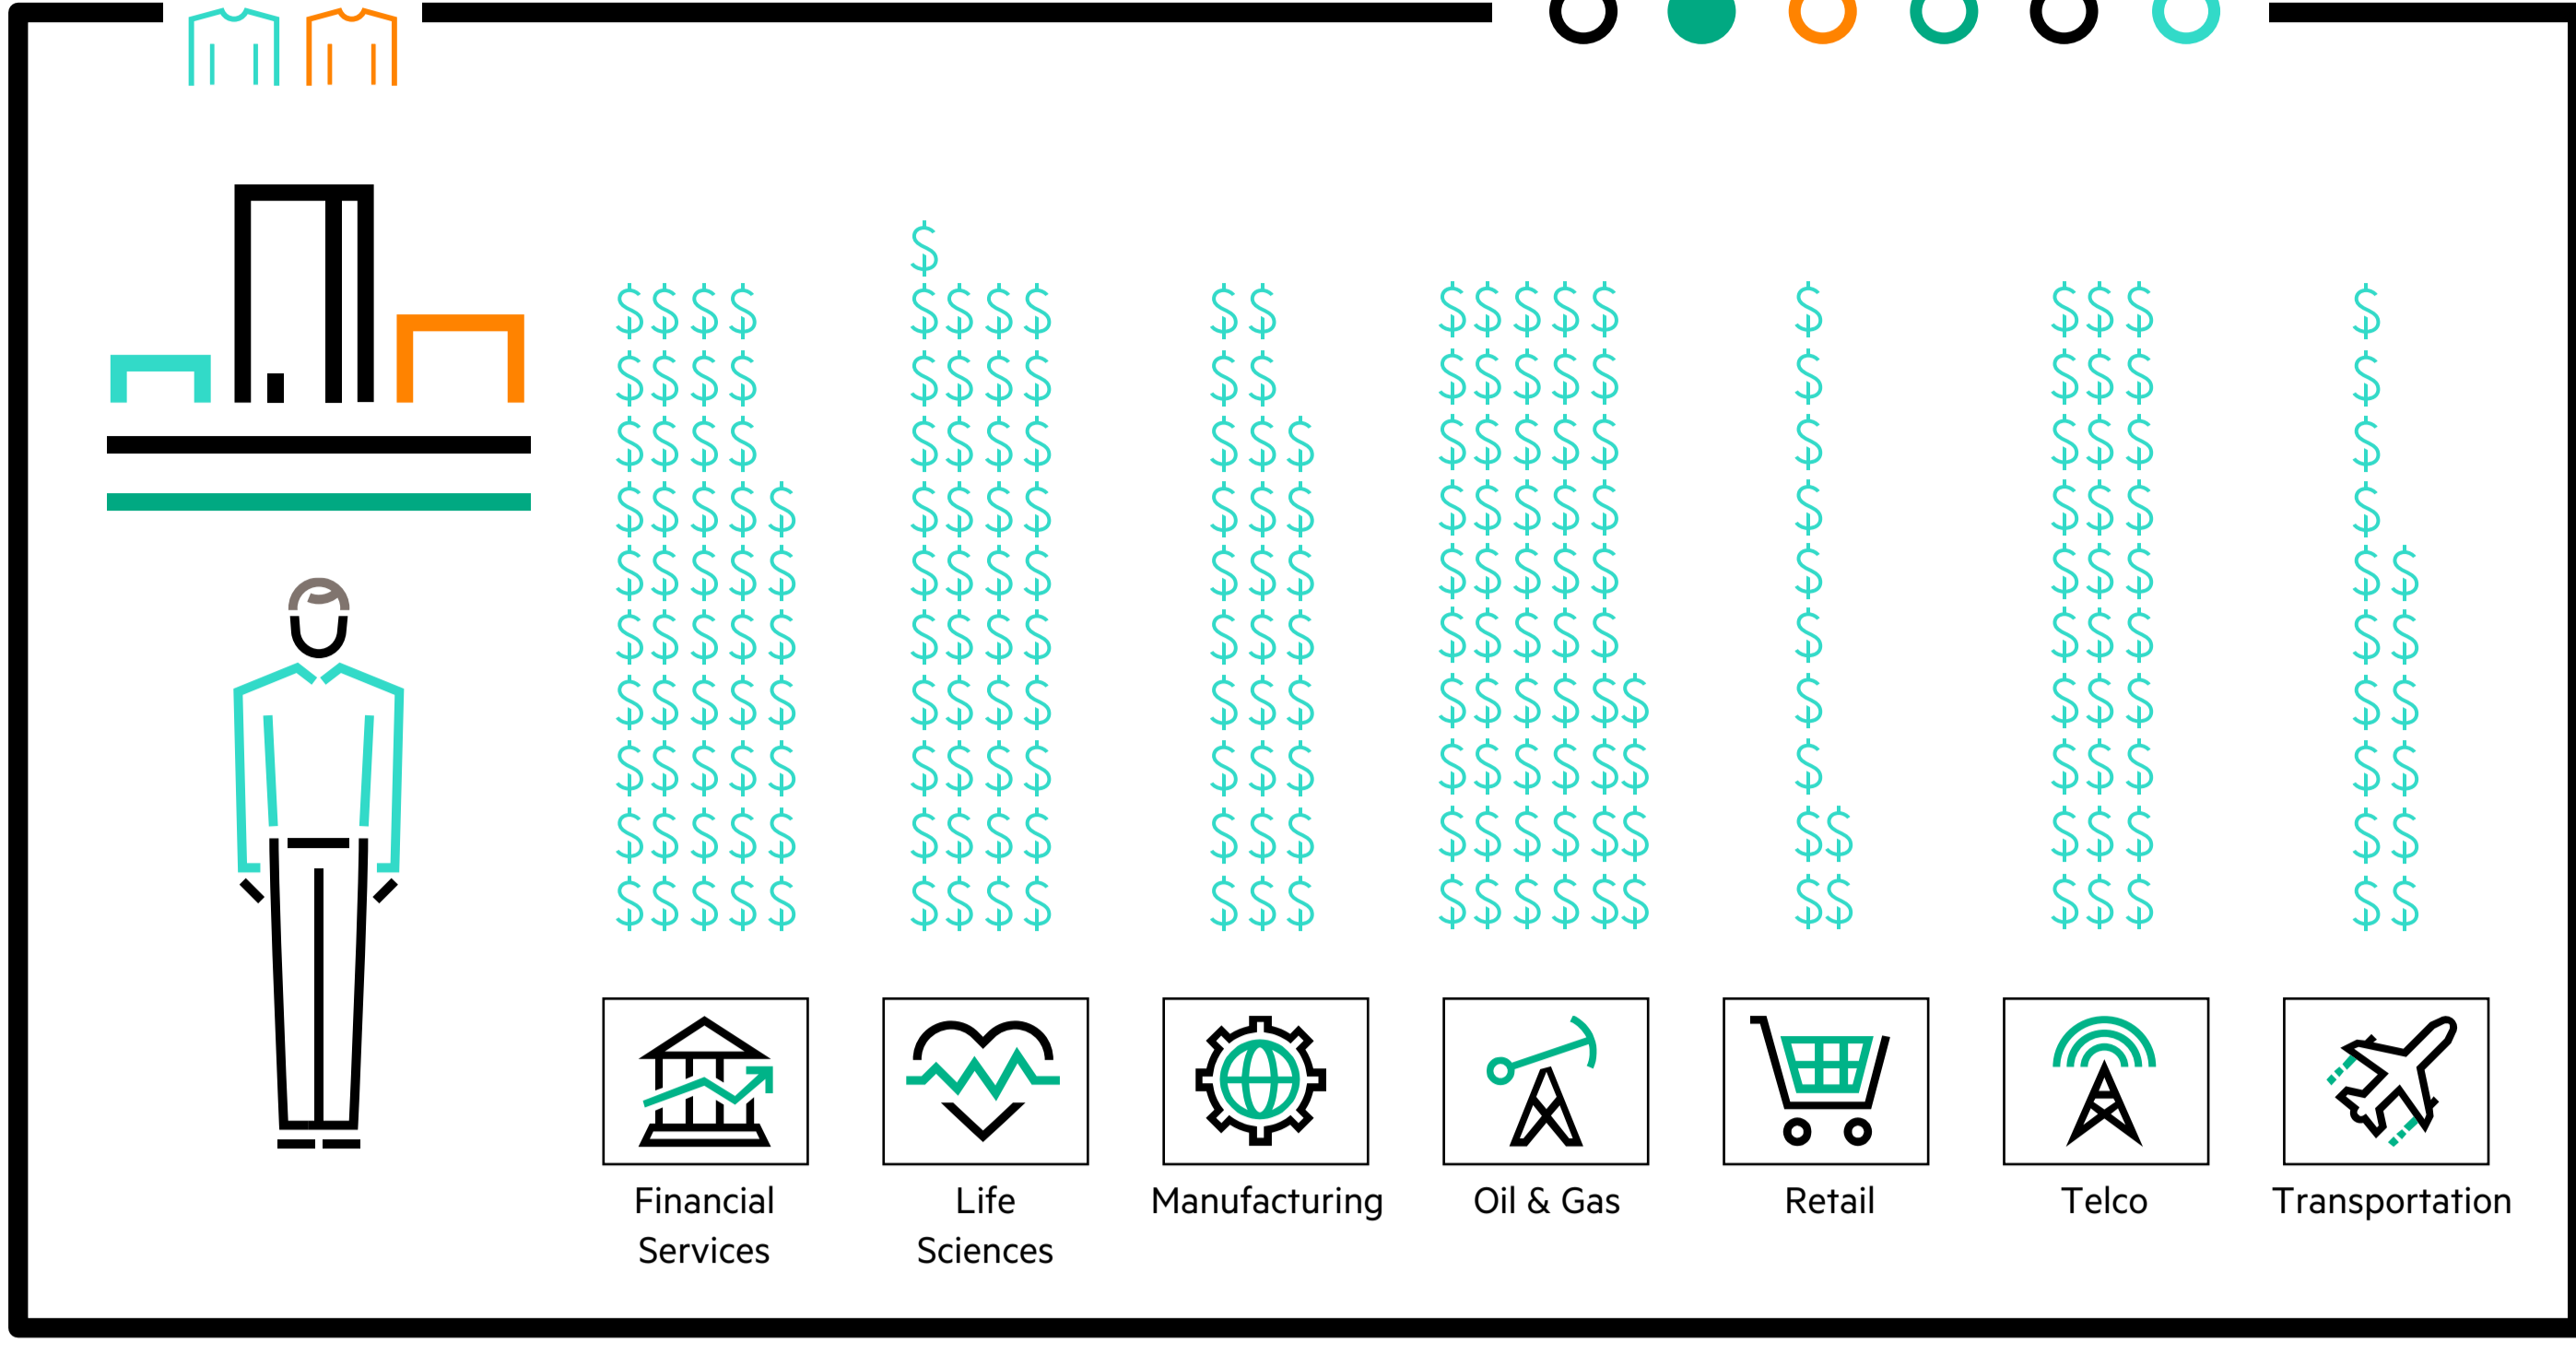 Financial
Services
Life
Sciences
Manufacturing
Oil & Gas
Retail
Telco
Transportation